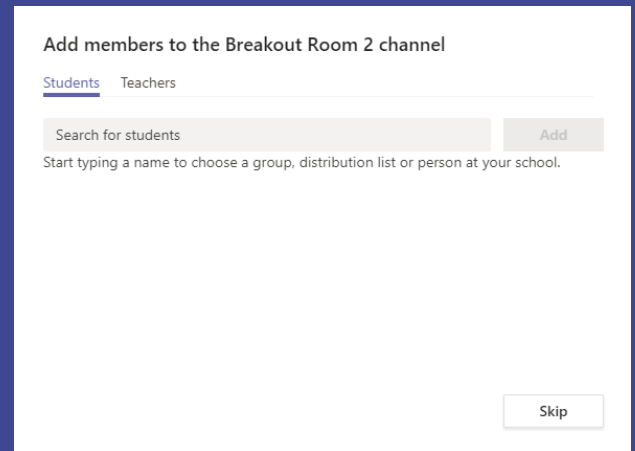 Add members to the Breakout Room 2 channel
Students Teachers
Search for students Add
Start typing a name to choose a group, distribution list or person at your school.
Skip